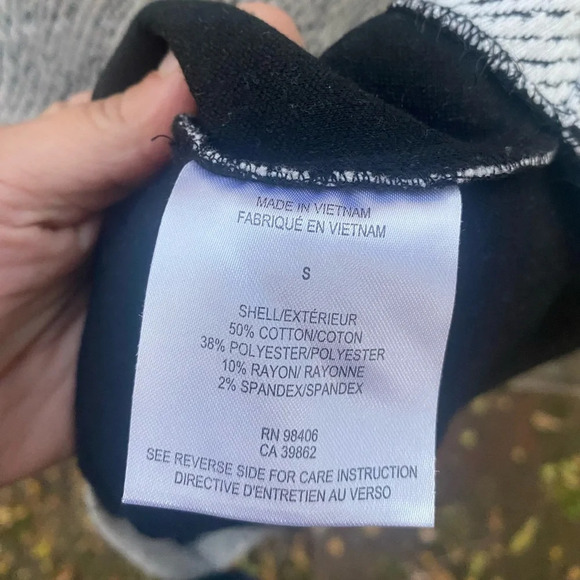 MADE IN VIETNAM
FABRIQUÉ EN VIETNAM
S
SHELL/EXTÉRIEUR
50% COTTON/COTON
38% POLYESTER/POLYESTER
10% RAYON/ RAYONNE
2% SPANDEX/SPANDEX
RN 98406
CA 39862
SEE REVERSE SIDE FOR CARE INSTRUCTION
DIRECTIVE D'ENTRETIEN AU VERSO